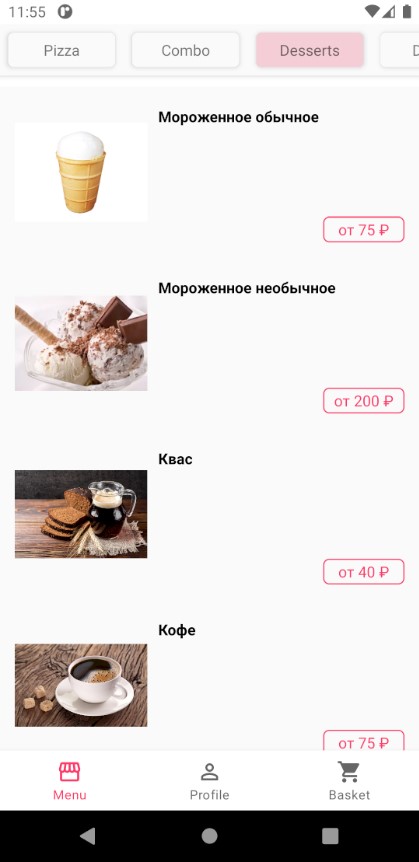 11:55
Pizza
Combo
Desserts
Мороженное обычное
от 75 ₽
Мороженное необычное
от 200 ₽
Квас
от 40 ₽
Кофе
от 75 ₽
Menu
Profile
Basket